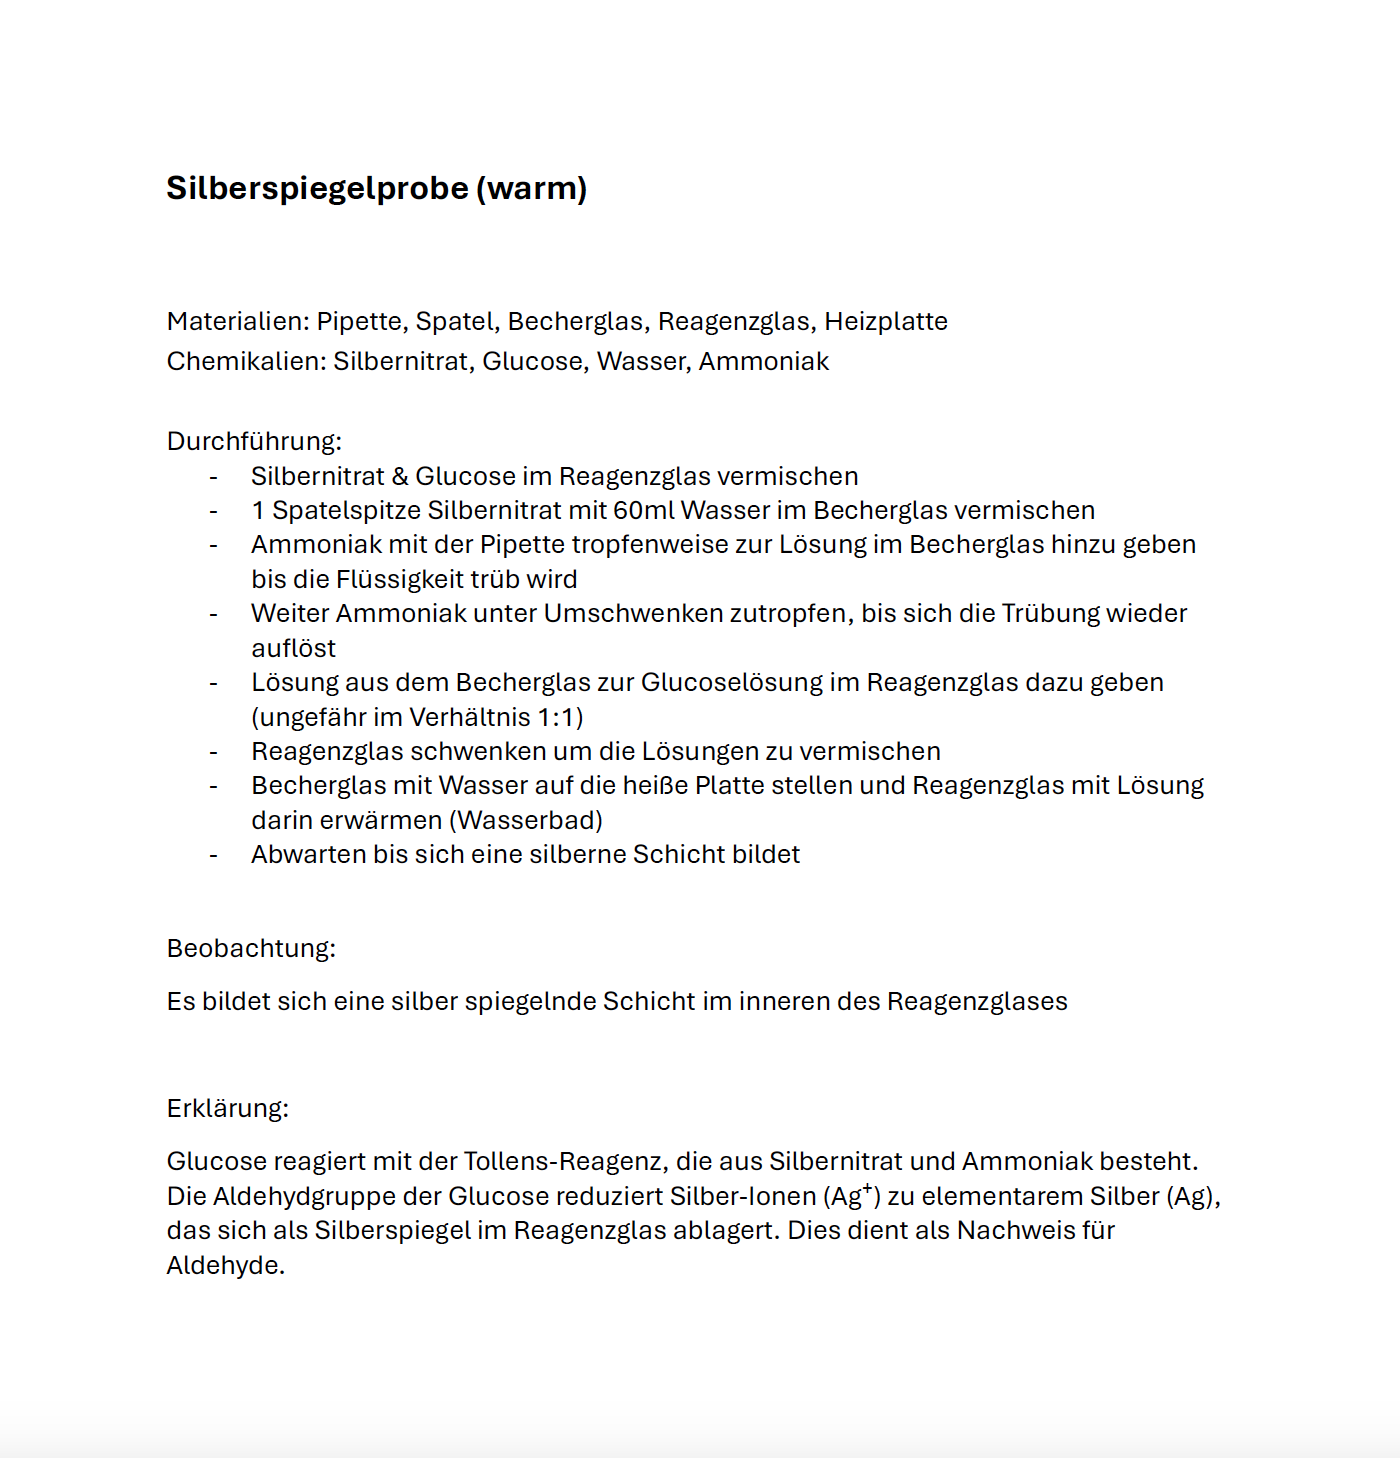 Silberspiegelprobe (warm)
Materialien: Pipette, Spatel, Becherglas, Reagenzglas, Heizplatte
Chemikalien: Silbernitrat, Glucose, Wasser, Ammoniak
Durchführung:
- Silbernitrat & Glucose im Reagenzglas vermischen
- 1 Spatelspitze Silbernitrat mit 60ml Wasser im Becherglas vermischen
- Ammoniak mit der Pipette tropfenweise zur Lösung im Becherglas hinzu geben
bis die Flüssigkeit trüb wird
- Weiter Ammoniak unter Umschwenken zutropfen, bis sich die Trübung wieder
auflöst
- Lösung aus dem Becherglas zur Glucoselösung im Reagenzglas dazu geben
(ungefähr im Verhältnis 1:1)
- Reagenzglas schwenken um die Lösungen zu vermischen
- Becherglas mit Wasser auf die heiße Platte stellen und Reagenzglas mit Lösung
darin erwärmen (Wasserbad)
- Abwarten bis sich eine silberne Schicht bildet
Beobachtung:
Es bildet sich eine silber spiegelnde Schicht im inneren des Reagenzglases
Erklärung:
Glucose reagiert mit der Tollens-Reagenz, die aus Silbernitrat und Ammoniak besteht.
Die Aldehydgruppe der Glucose reduziert Silber-Ionen (Ag⁺) zu elementarem Silber (Ag),
das sich als Silberspiegel im Reagenzglas ablagert. Dies dient als Nachweis für
Aldehyde.